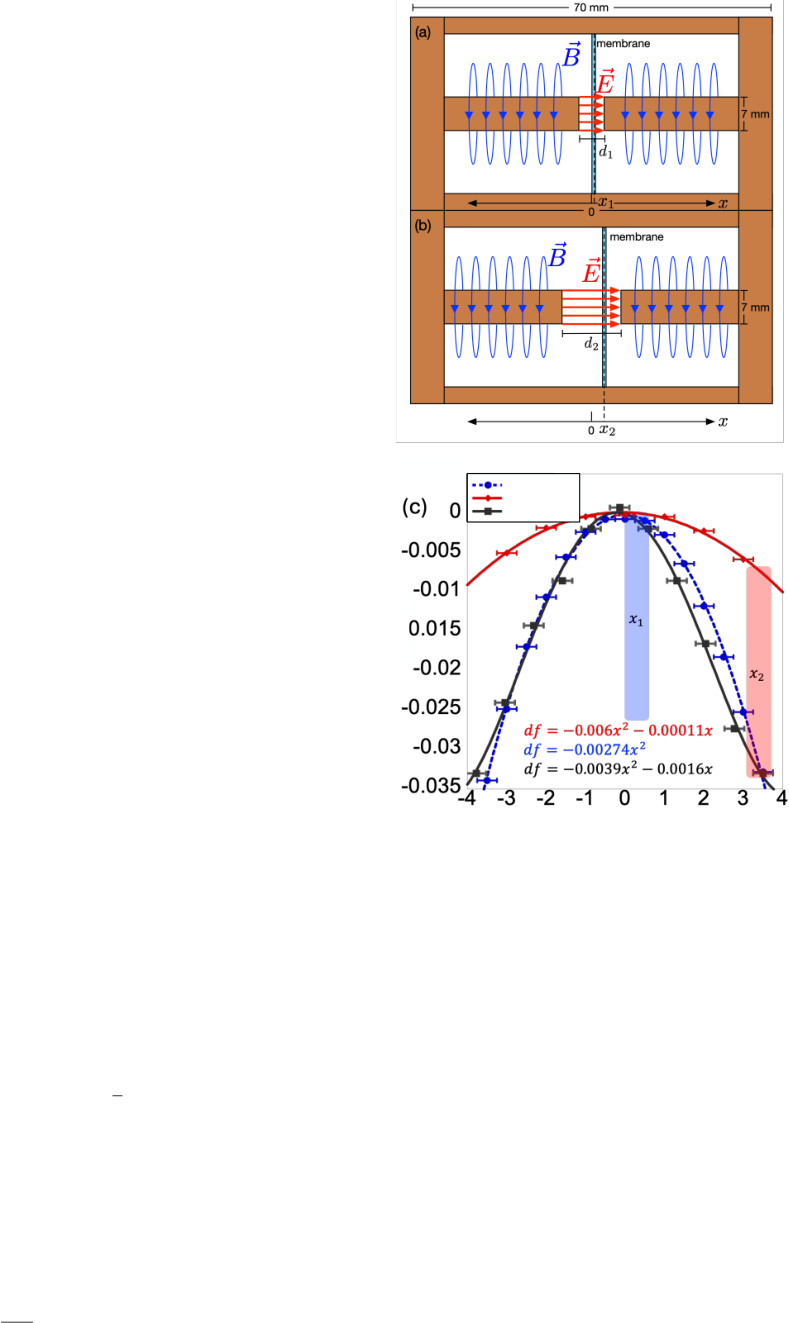 70 mm
(a)
membrane
B
E
7 mm
d₁
x₁ x
0
(b)
membrane
B
E
7 mm
d₂
0 x₂ x
(c)
0
-0.005
-0.01
0.015
-0.02
-0.025
-0.03
-0.035
x₁
x₂
df = −0.006x² − 0.00011x
df = −0.00274x²
df = −0.0039x² − 0.0016x
-4 -3 -2 -1 0 1 2 3 4